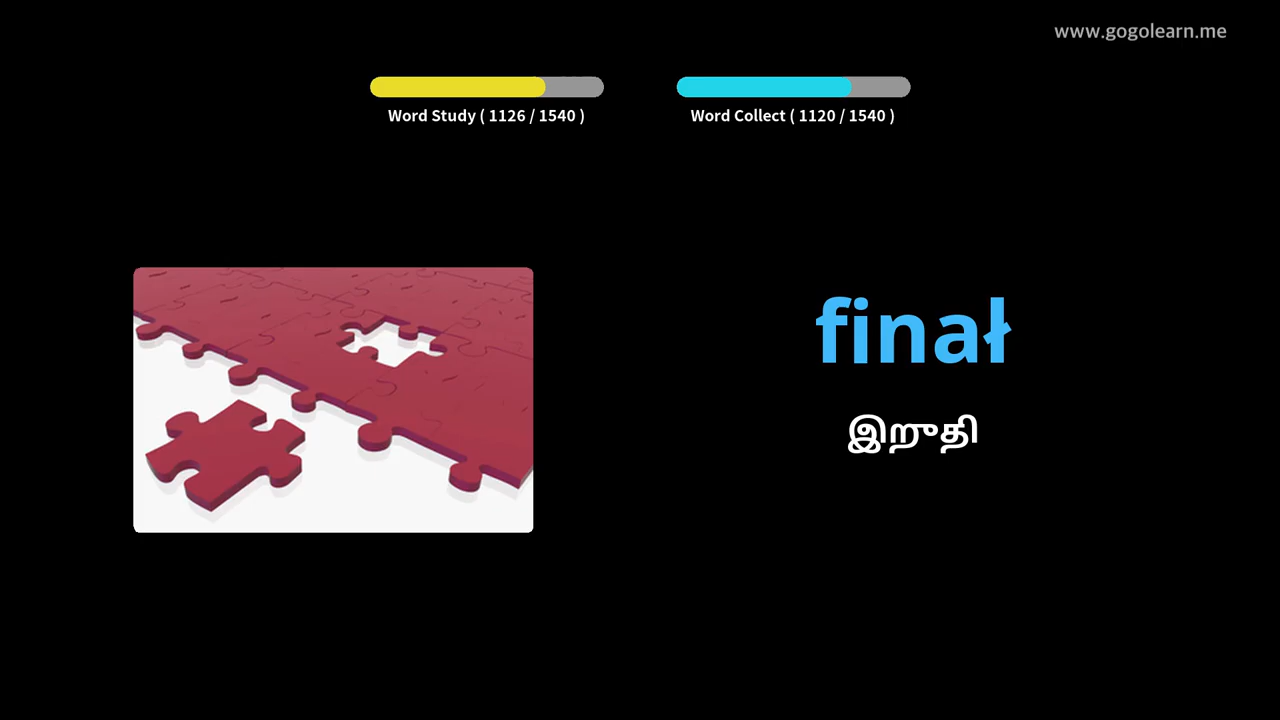 www.gogolearn.me
Word Study ( 1126 / 1540 )
Word Collect ( 1120 / 1540 )
finał
இறுதி